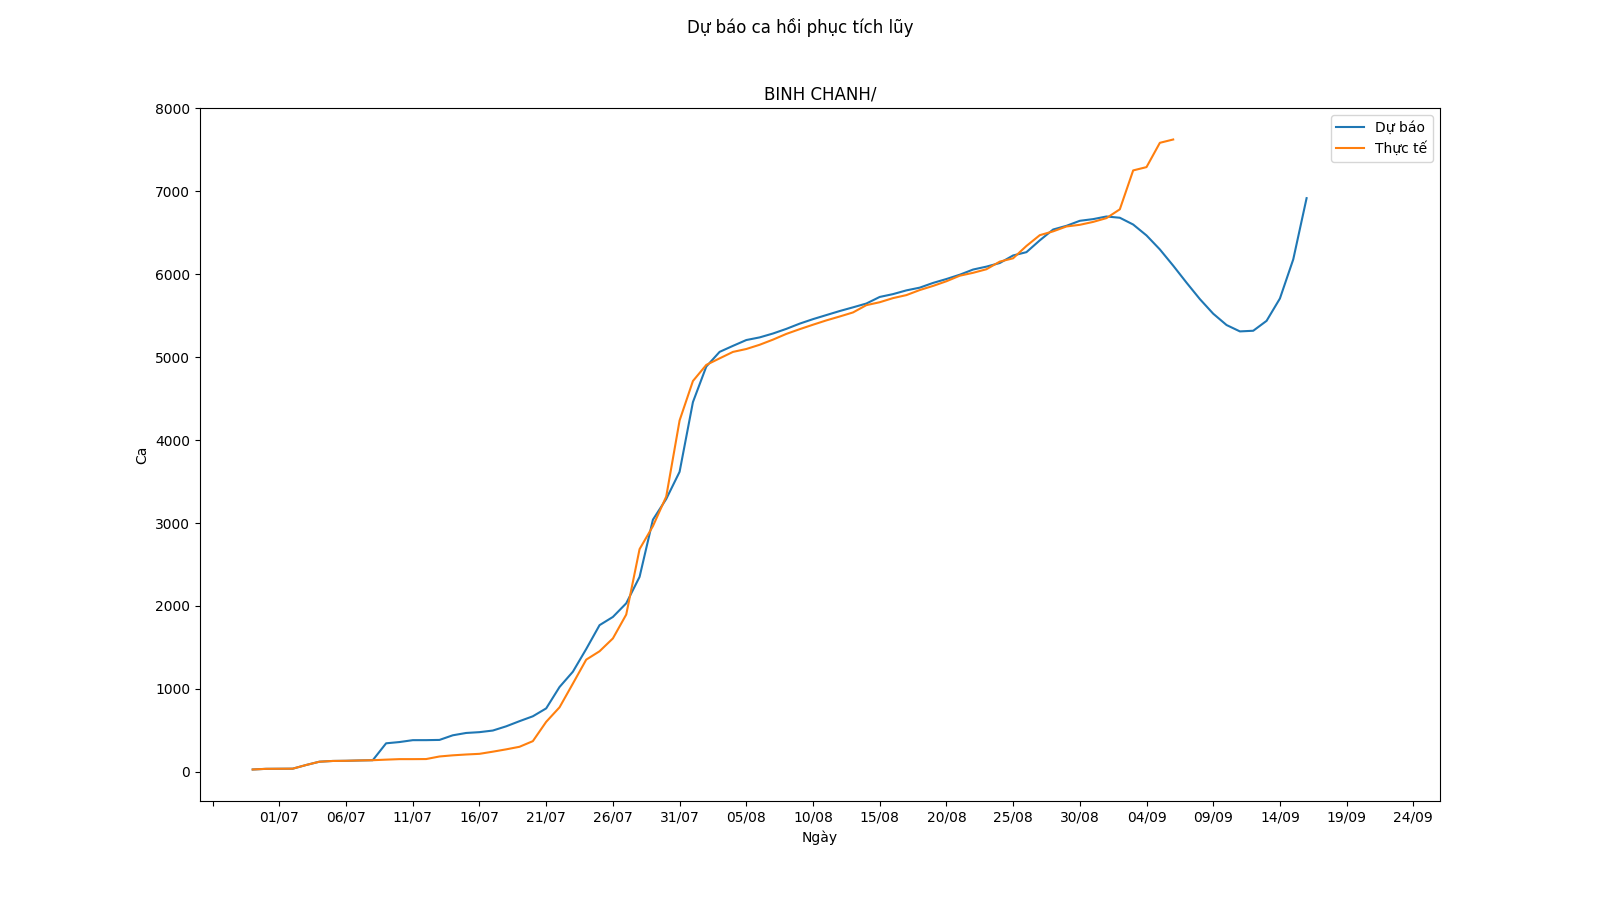 Dự báo ca hồi phục tích lũy
BINH CHANH/
8000
7000
6000
5000
4000
3000
2000
1000
0
Ca
Dự báo
Thực tế
01/07 06/07 11/07 16/07 21/07 26/07 31/07 05/08 10/08 15/08 20/08 25/08 30/08 04/09 09/09 14/09 19/09 24/09
Ngày